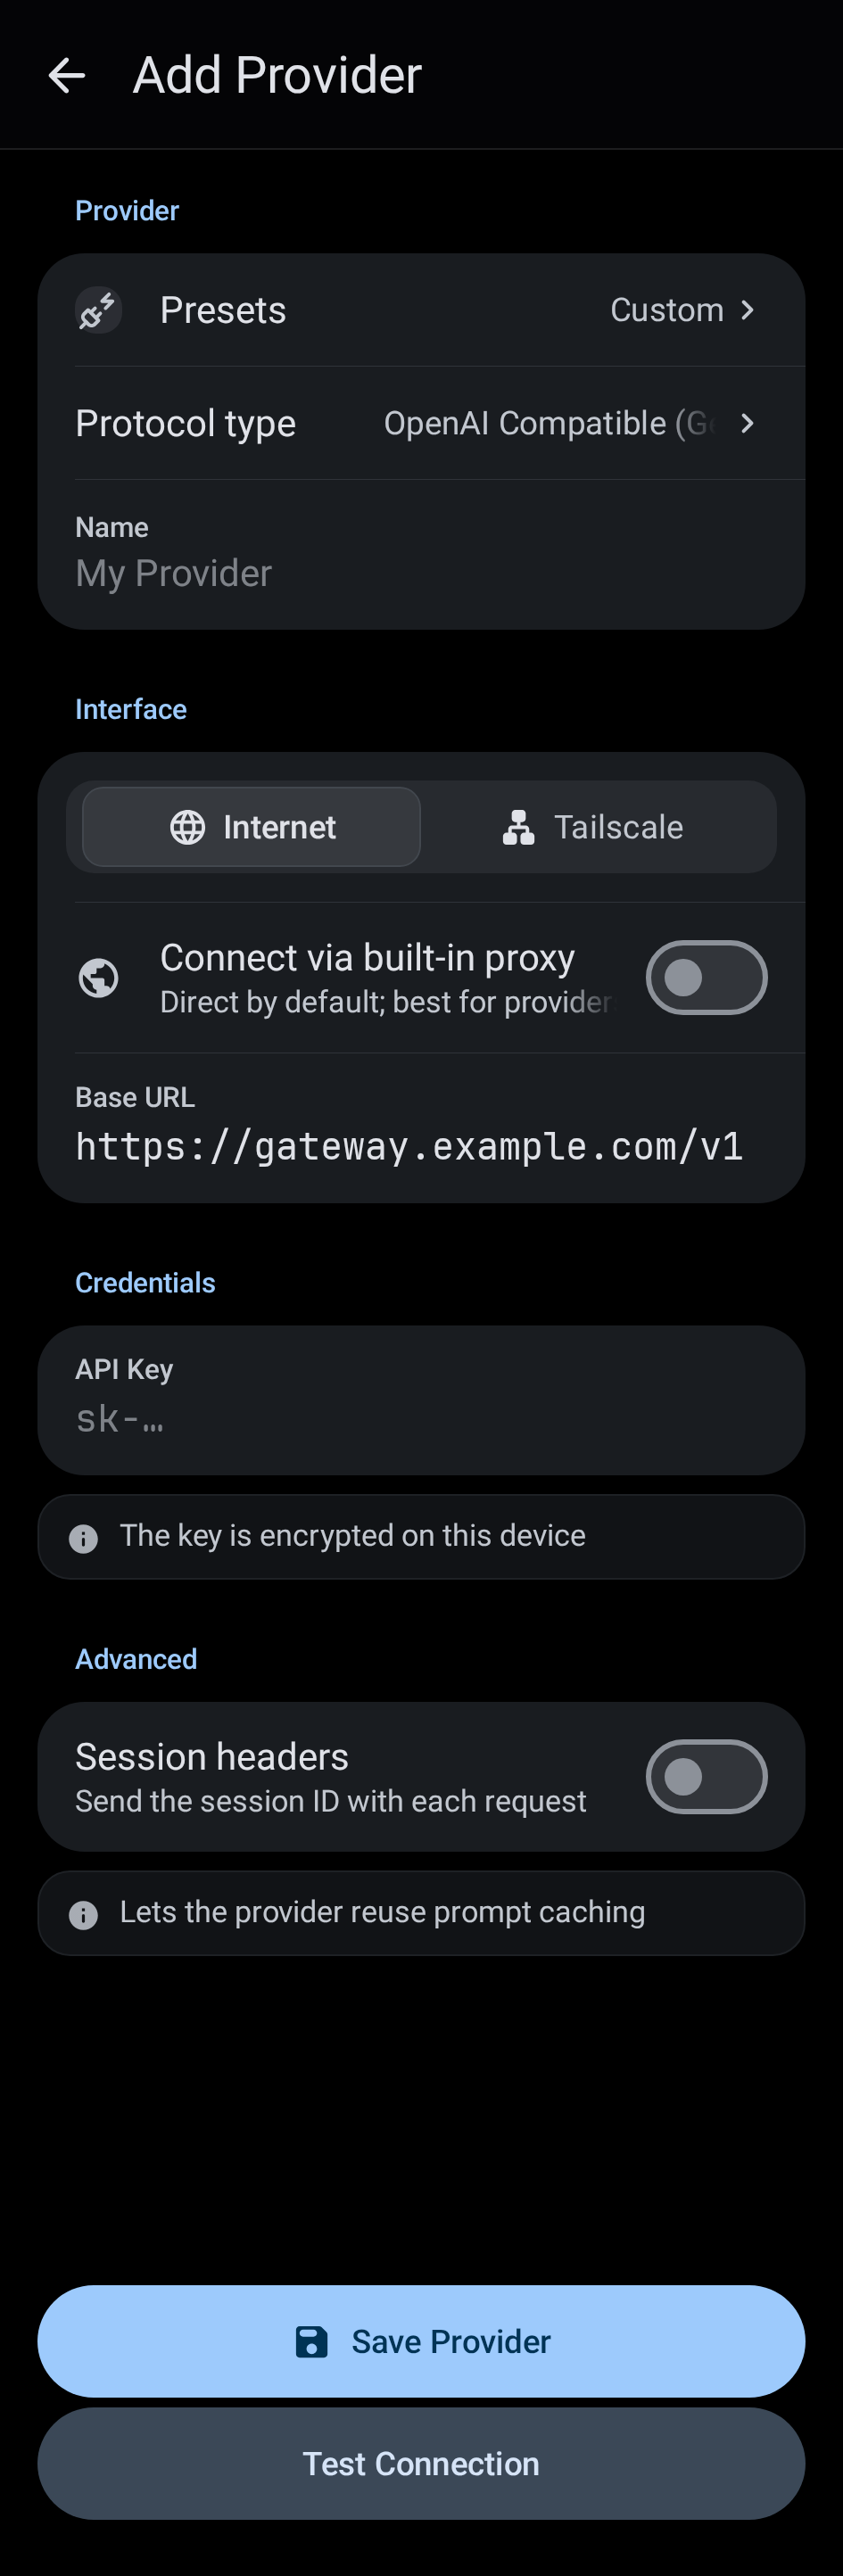 Add Provider
Provider
Presets
Custom
Protocol type
OpenAI Compatible (Ge
Name
My Provider
Interface
Internet
Tailscale
Connect via built-in proxy
Direct by default; best for provider
Base URL
https://gateway.example.com/v1
Credentials
API Key
sk-…
The key is encrypted on this device
Advanced
Session headers
Send the session ID with each request
Lets the provider reuse prompt caching
Save Provider
Test Connection